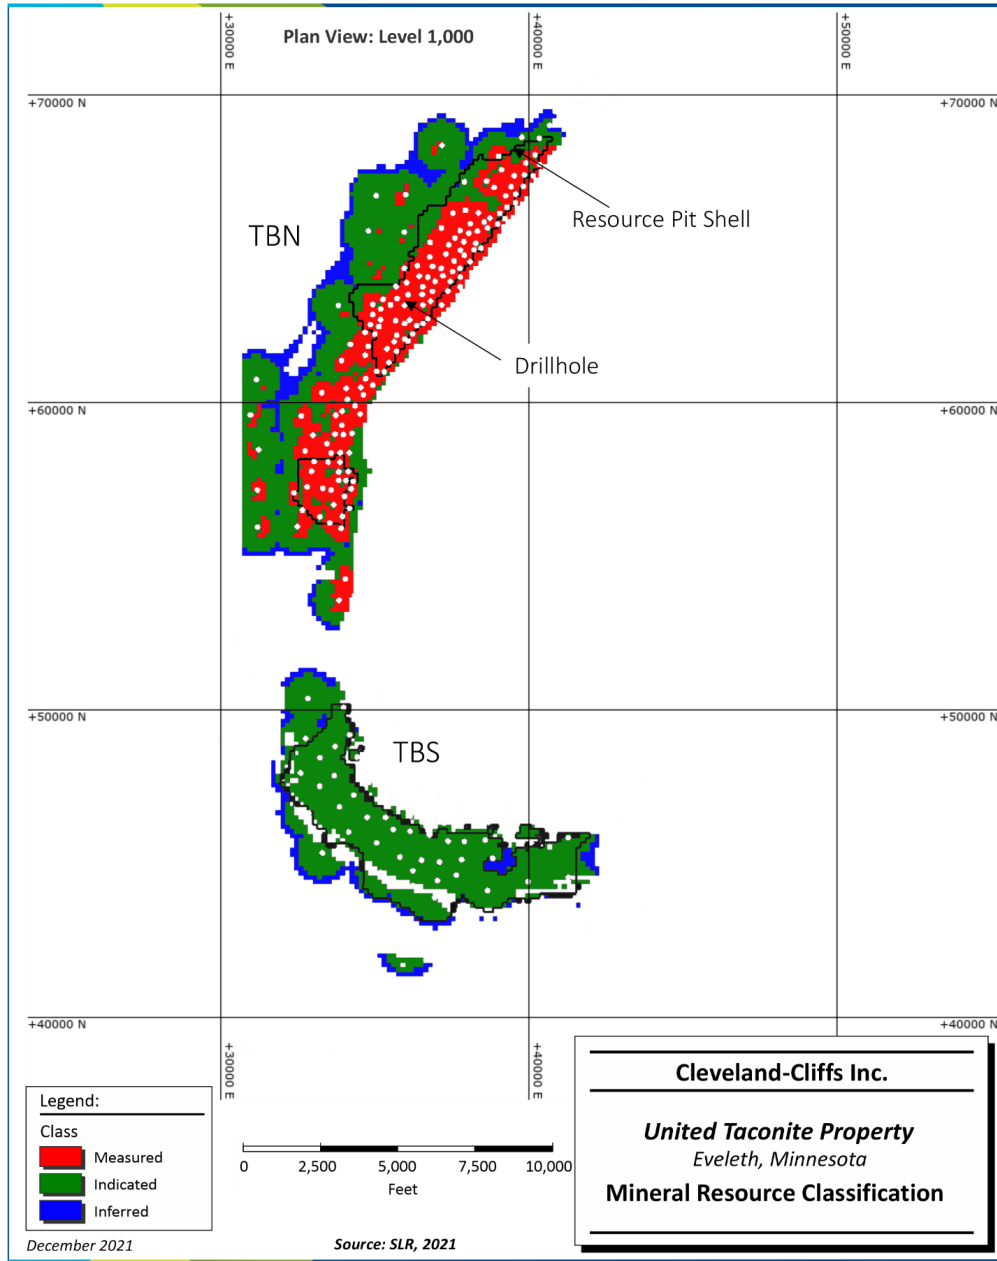 Plan View: Level 1,000
+30000 E
+40000 E
+50000 E
+70000 N
+70000 N
TBN
Resource Pit Shell
Drillhole
+60000 N
+60000 N
+50000 N
+50000 N
TBS
+40000 N
+40000 N
+30000 E
+40000 E
Legend:
Class
Measured
Indicated
Inferred
0
2,500
5,000
7,500
10,000
Feet
Cleveland-Cliffs Inc.
United Taconite Property
Eveleth, Minnesota
Mineral Resource Classification
December 2021
Source: SLR, 2021